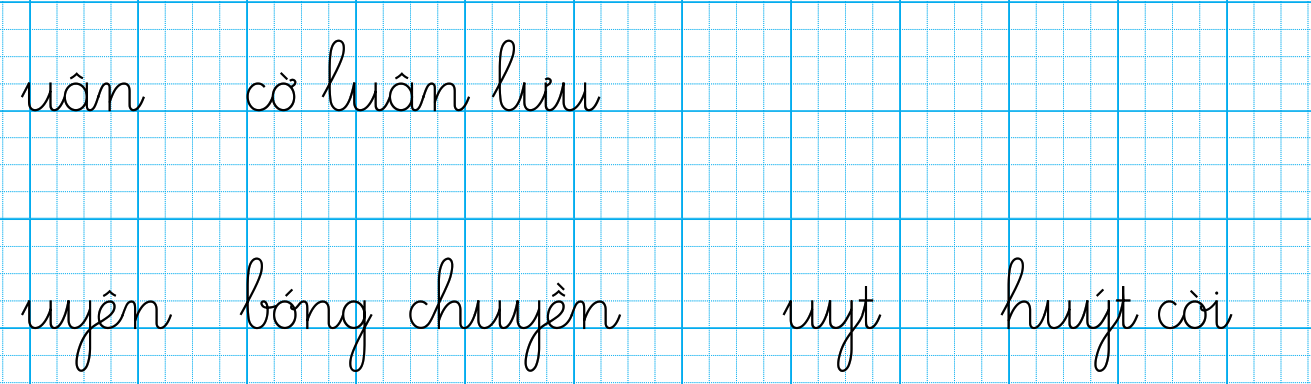 uân cờ luân lưu
uyên bóng chuyền uyt huýt còi